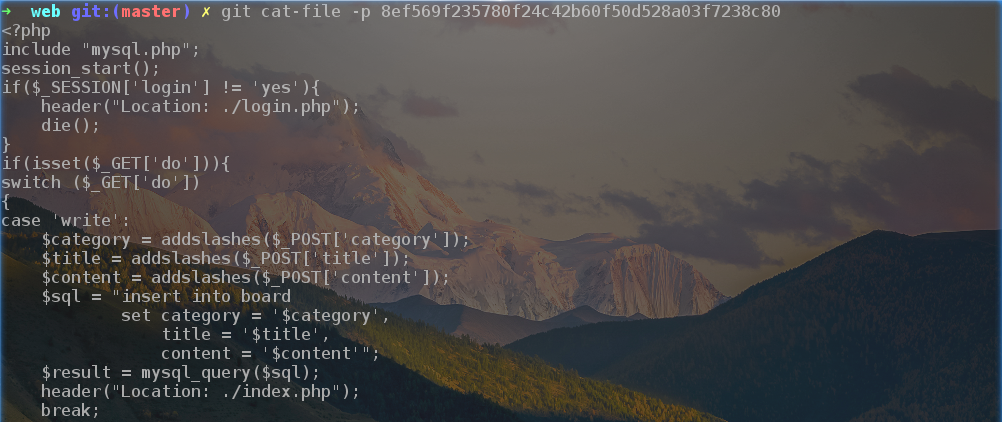 ➜  web git:(master) ✗ git cat-file -p 8ef569f235780f24c42b60f50d528a03f7238c80
<?php
include "mysql.php";
session_start();
if($_SESSION['login'] != 'yes'){
    header("Location: ./login.php");
    die();
}
if(isset($_GET['do'])){
switch ($_GET['do'])
{
case 'write':
    $category = addslashes($_POST['category']);
    $title = addslashes($_POST['title']);
    $content = addslashes($_POST['content']);
    $sql = "insert into board
            set category = '$category',
                title = '$title',
                content = '$content'";
    $result = mysql_query($sql);
    header("Location: ./index.php");
    break;